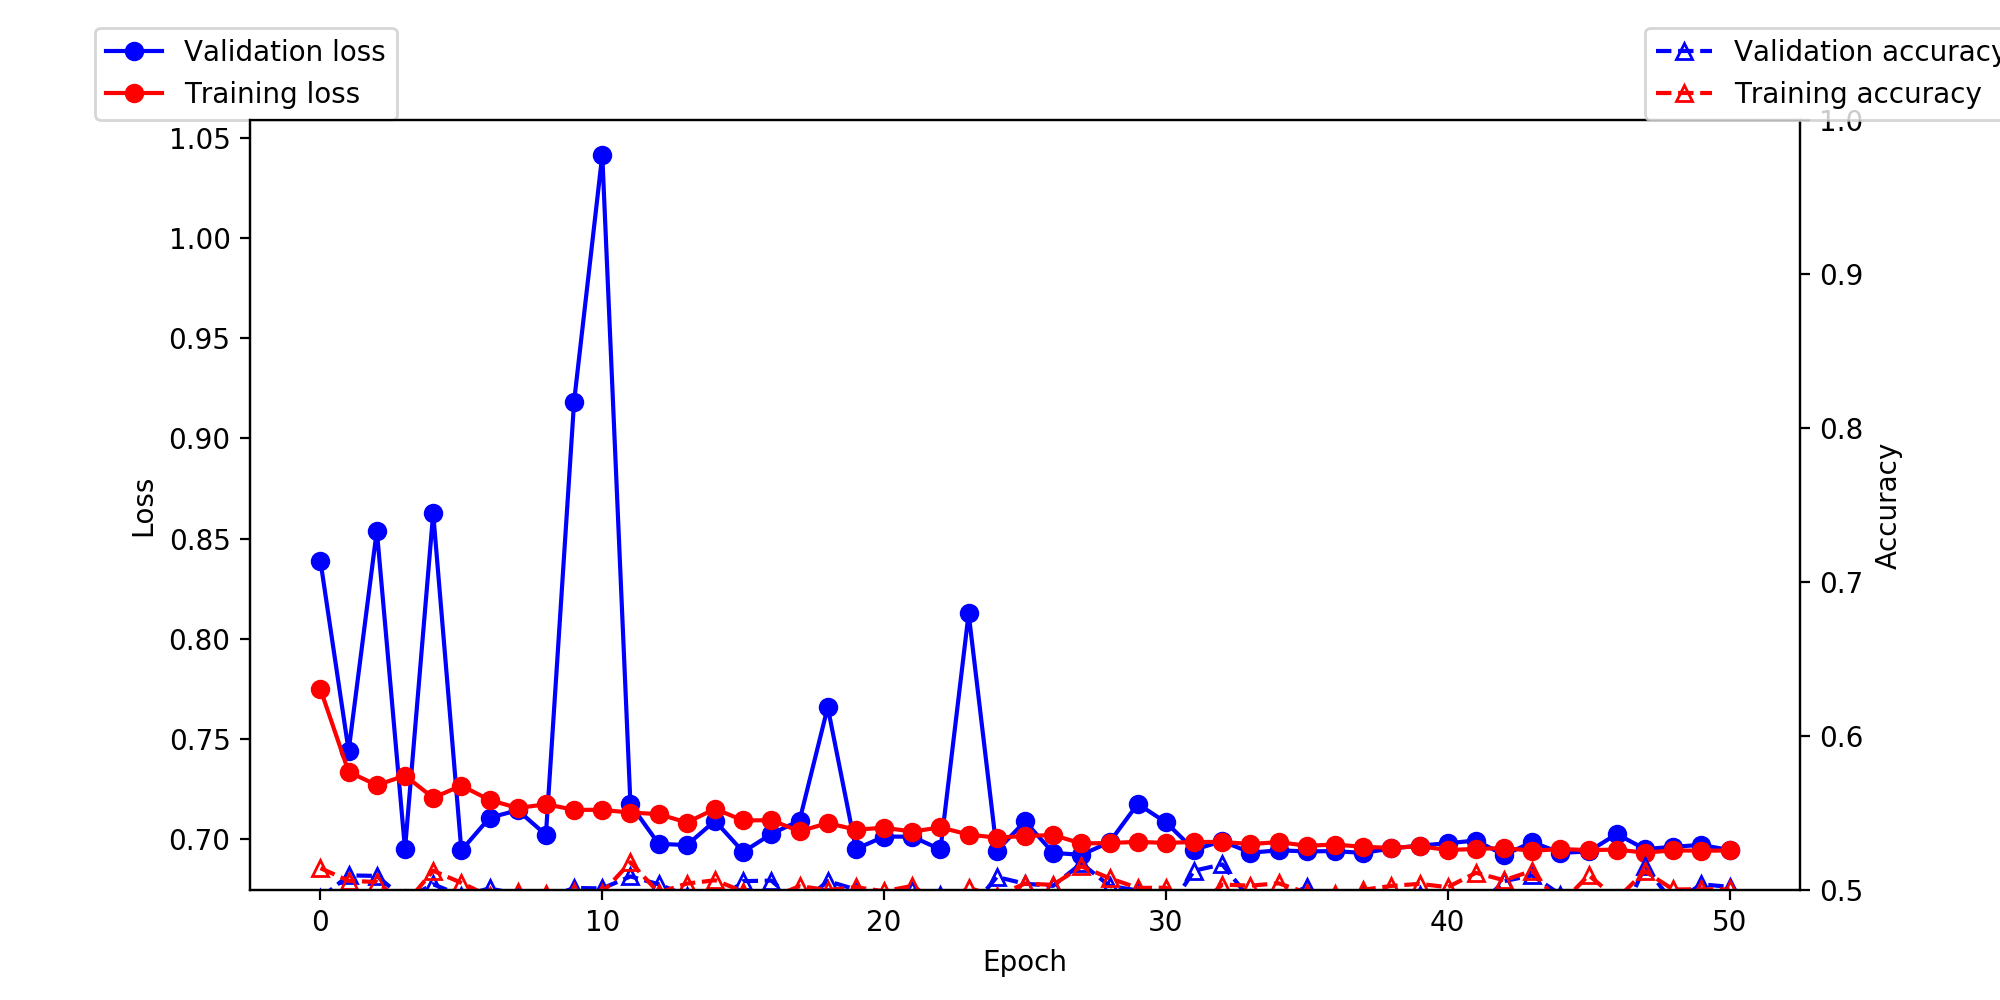 Validation loss
Training loss
Validation accuracy
Training accuracy
1.05
1.00
0.95
0.90
0.85
0.80
0.75
0.70
Loss
1.0
0.9
0.8
0.7
0.6
0.5
Accuracy
0 10 20 30 40 50
Epoch